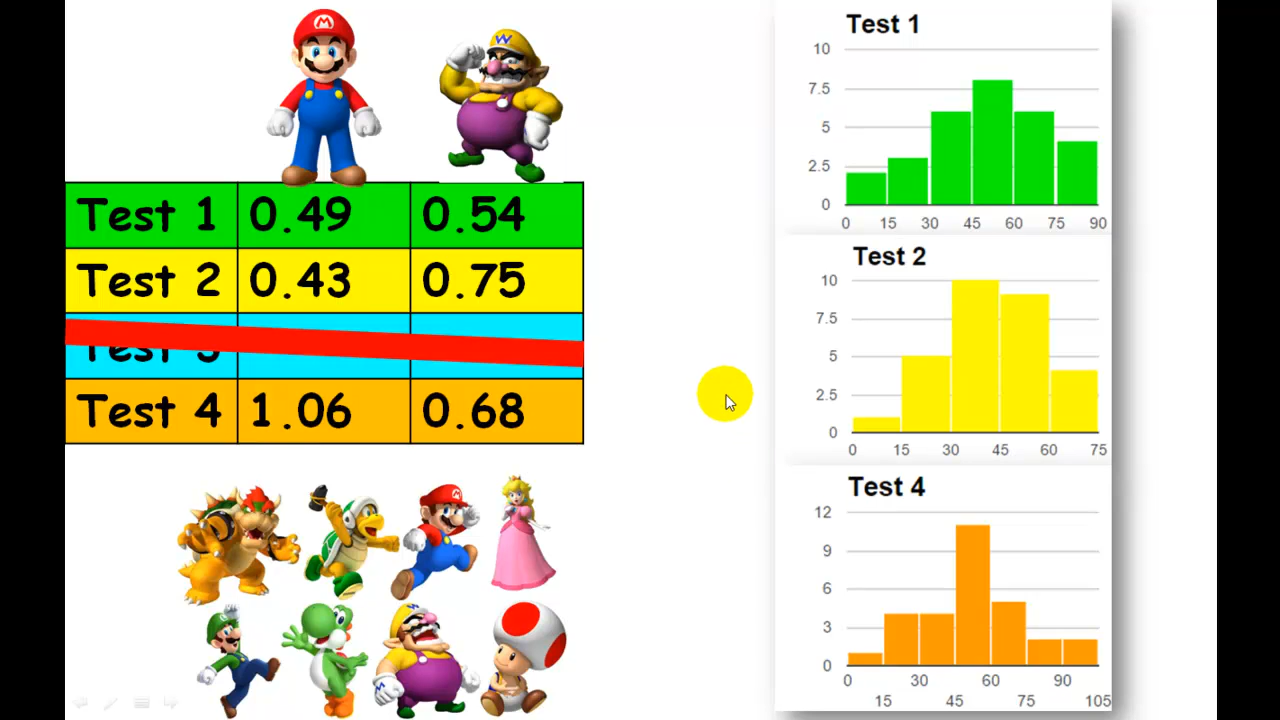 Test 1 0.49 0.54
Test 2 0.43 0.75
Test 3
Test 4 1.06 0.68
Test 1
10
7.5
5
2.5
0
0 15 30 45 60 75 90
Test 2
10
7.5
5
2.5
0
0 15 30 45 60 75
Test 4
12
9
6
3
0
0 30 60 90
15 45 75 105